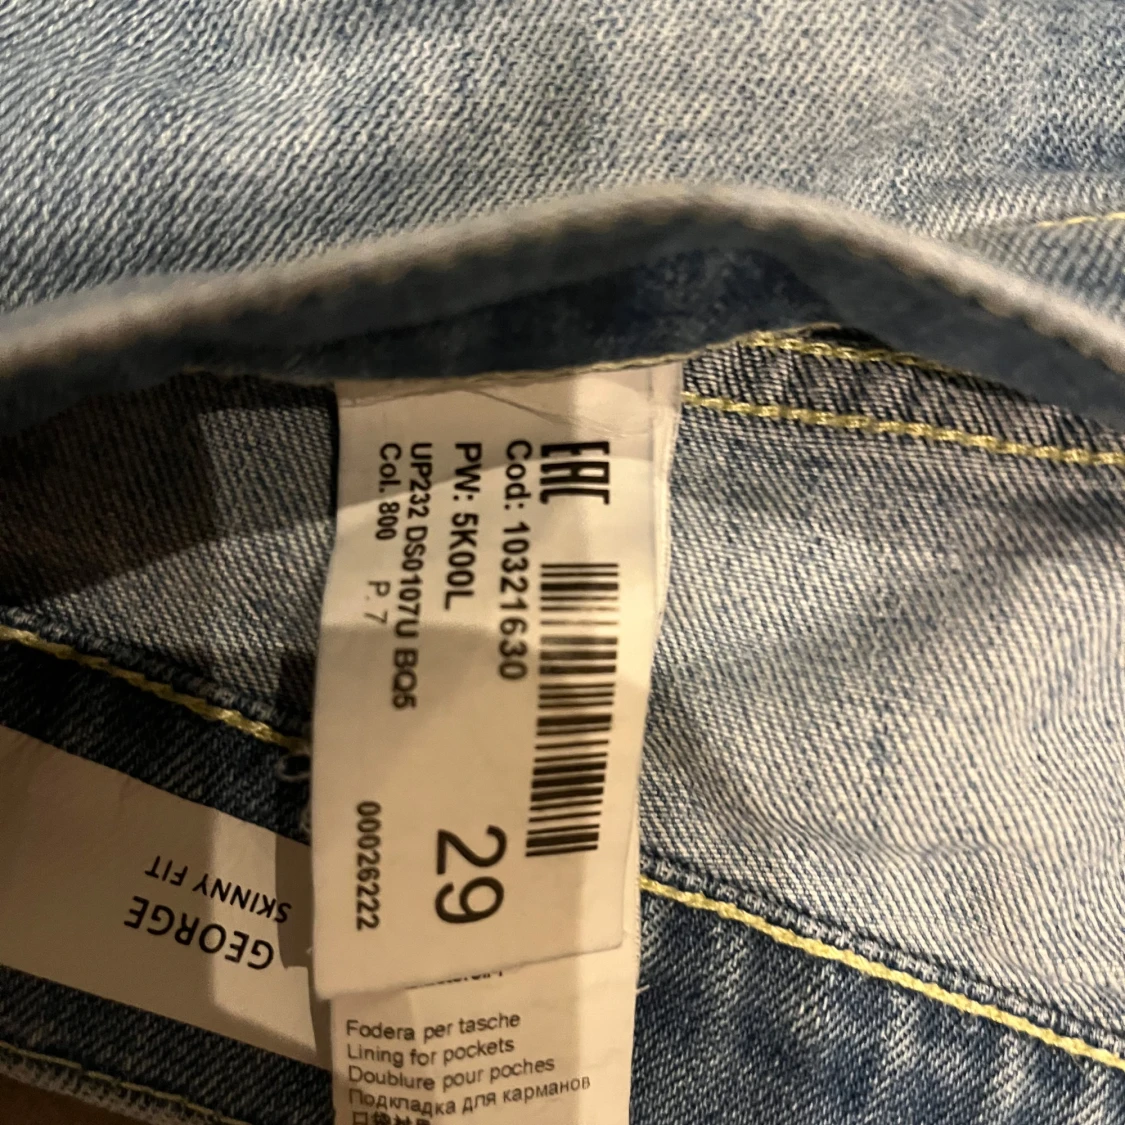 EAC
Cod: 10321630
PW: 5K00L
UP232 DS0107U BQ5
Col. 800 P. 7
29
00026222
GEORGE
SKINNY FIT
Fodera per tasche
Lining for pockets
Doublure pour poches
Подкладка для карманов